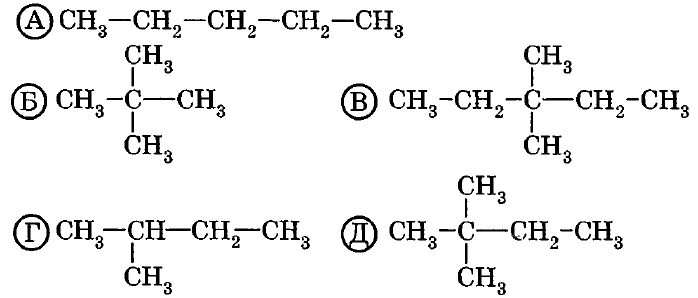 А CH₃—CH₂—CH₂—CH₂—CH₃
CH₃
Б CH₃—C—CH₃
CH₃
CH₃
В CH₃—CH₂—C—CH₂—CH₃
CH₃
Г CH₃—CH—CH₂—CH₃
CH₃
CH₃
Д CH₃—C—CH₂—CH₃
CH₃